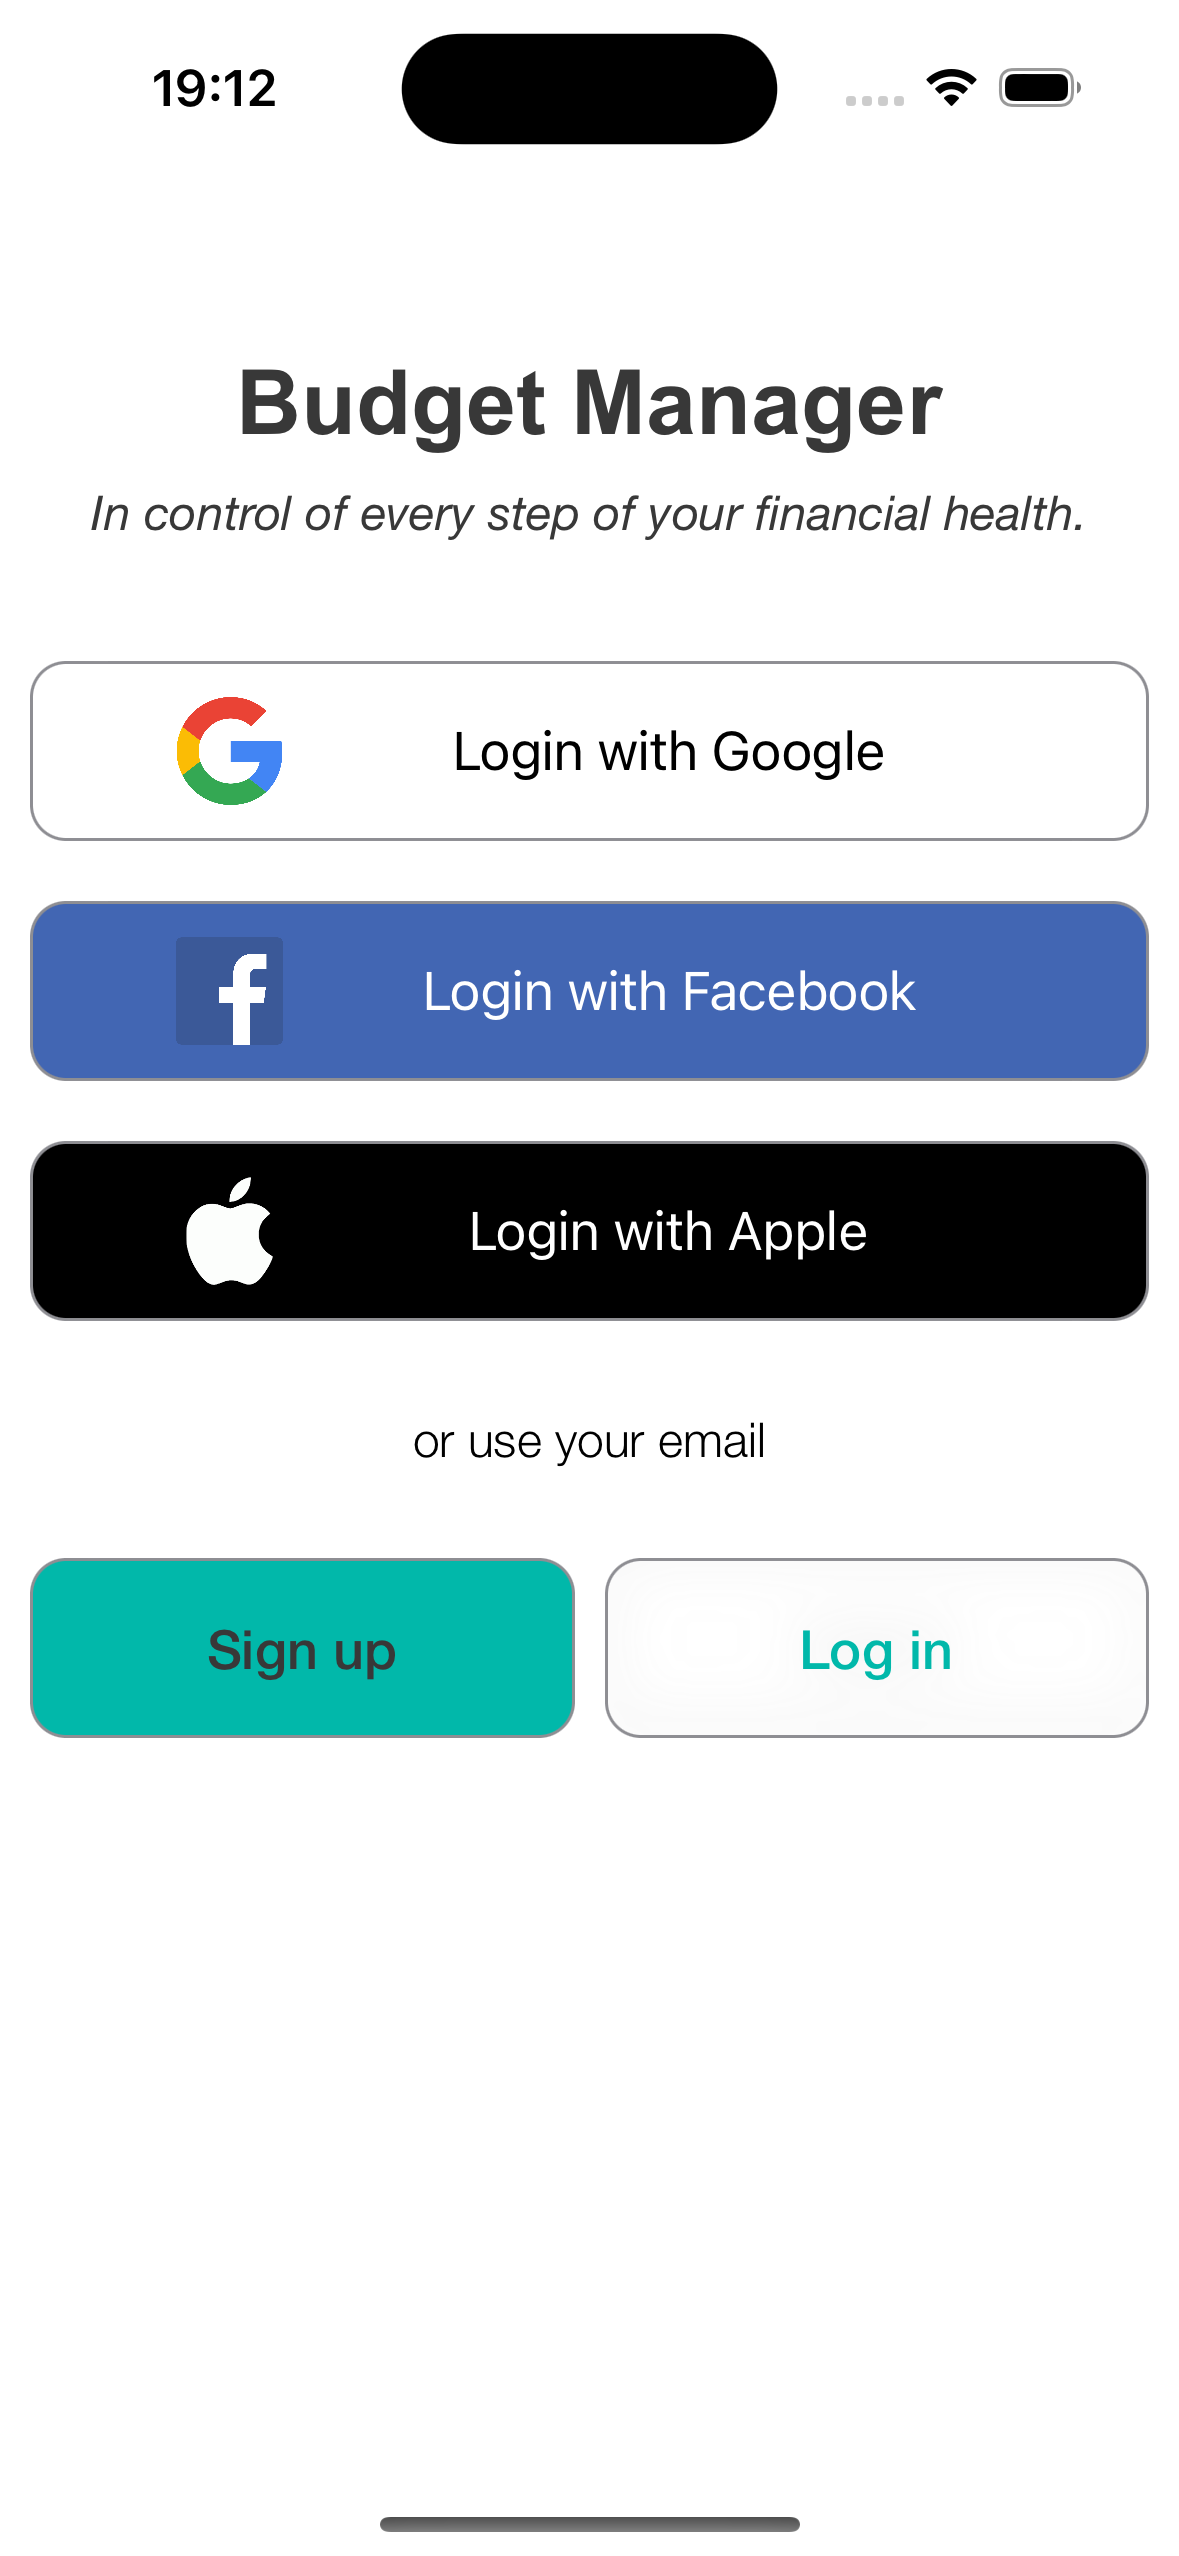 19:12
Budget Manager
In control of every step of your financial health.
Login with Google
Login with Facebook
Login with Apple
or use your email
Sign up
Log in